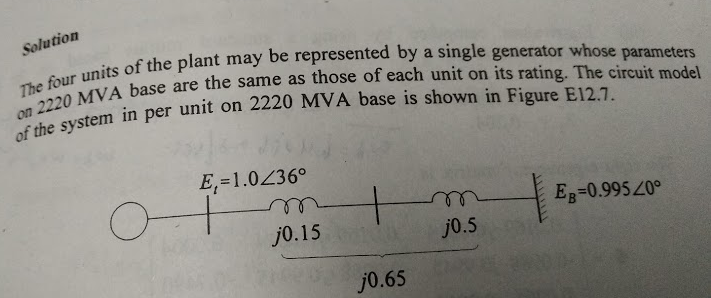 Solution
The four units of the plant may be represented by a single generator whose parameters
on 2220 MVA base are the same as those of each unit on its rating. The circuit model
of the system in per unit on 2220 MVA base is shown in Figure E12.7.
Eₜ=1.0∠36°
E_B=0.995∠0°
j0.15
j0.5
j0.65